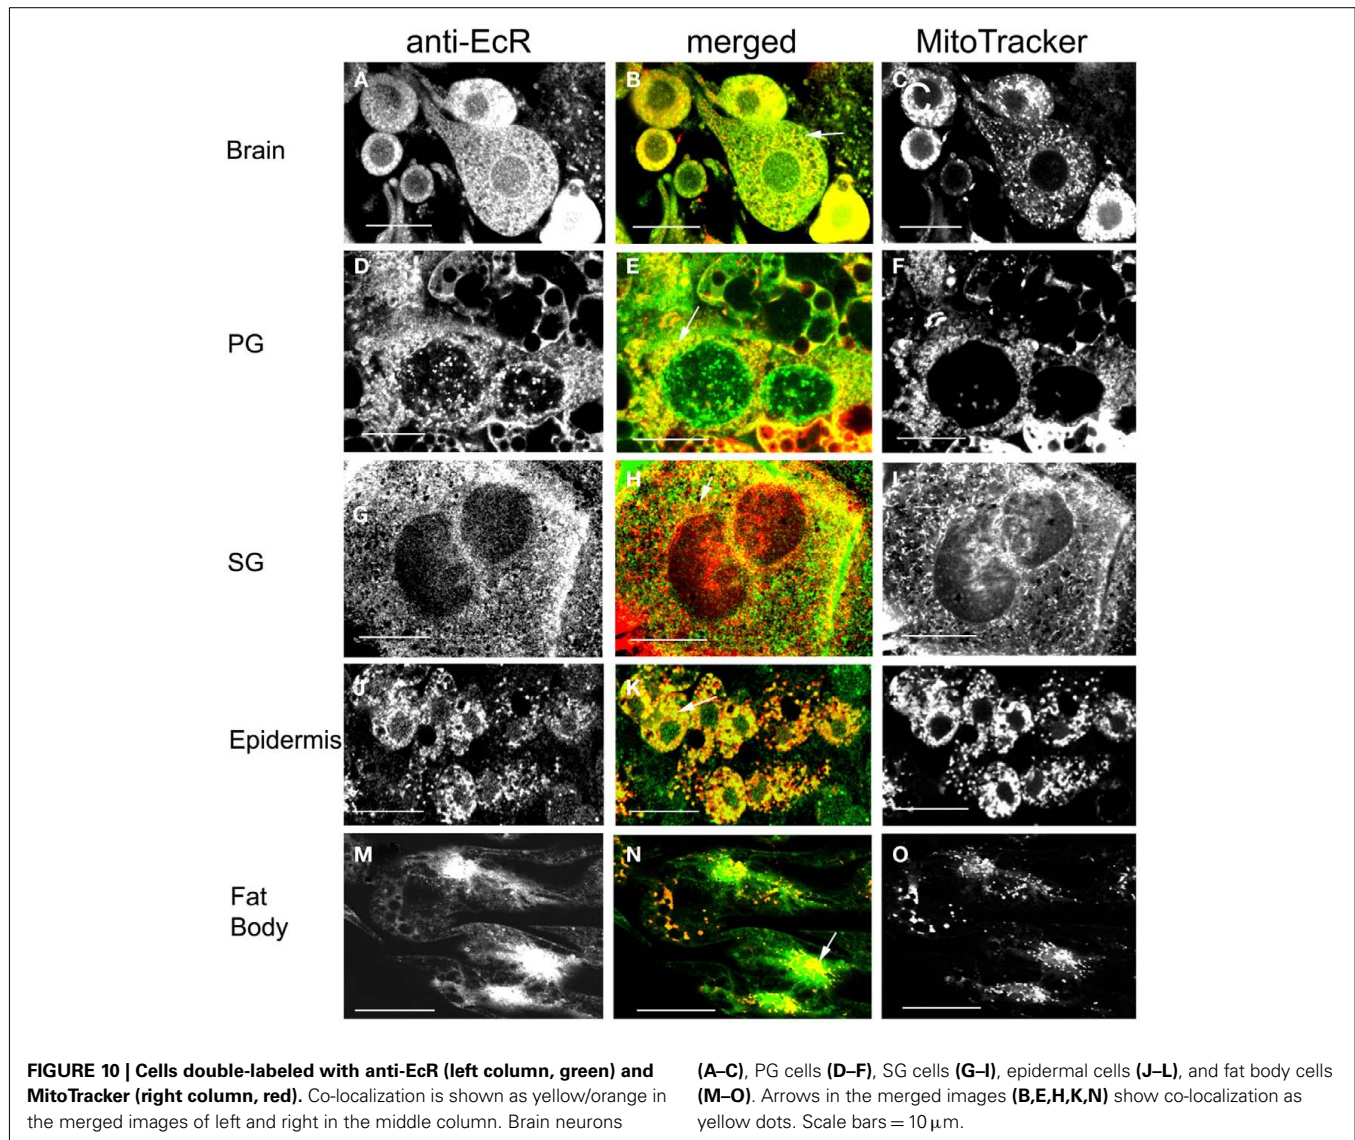 anti-EcR merged MitoTracker
Brain
A B C
PG
D E F
SG
G H I
Epidermis
J K
Fat
Body
M N O
FIGURE 10 | Cells double-labeled with anti-EcR (left column, green) and
MitoTracker (right column, red). Co-localization is shown as yellow/orange in
the merged images of left and right in the middle column. Brain neurons
(A–C), PG cells (D–F), SG cells (G–I), epidermal cells (J–L), and fat body cells
(M–O). Arrows in the merged images (B,E,H,K,N) show co-localization as
yellow dots. Scale bars = 10 μm.